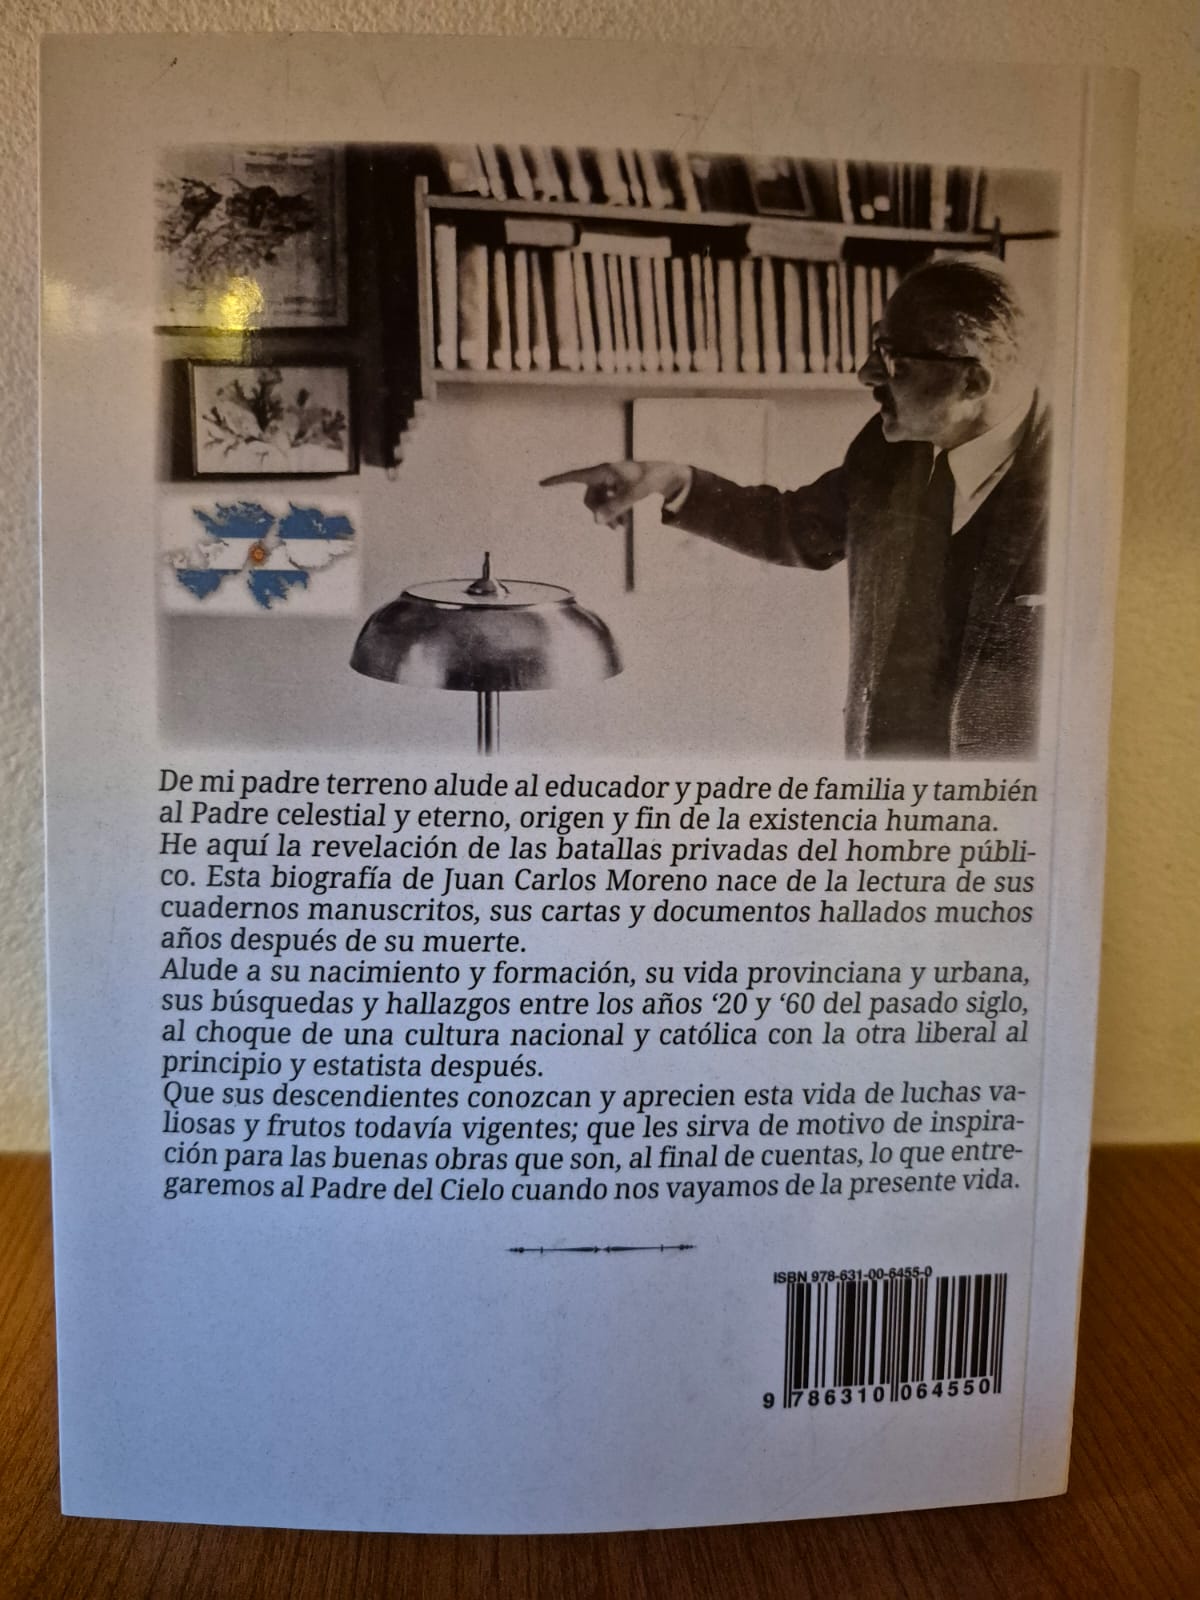 De mi padre terreno alude al educador y padre de familia y también
al Padre celestial y eterno, origen y fin de la existencia humana.
He aquí la revelación de las batallas privadas del hombre públi-
co. Esta biografía de Juan Carlos Moreno nace de la lectura de sus
cuadernos manuscritos, sus cartas y documentos hallados muchos
años después de su muerte.
Alude a su nacimiento y formación, su vida provinciana y urbana,
sus búsquedas y hallazgos entre los años ‘20 y ‘60 del pasado siglo,
al choque de una cultura nacional y católica con la otra liberal al
principio y estatista después.
Que sus descendientes conozcan y aprecien esta vida de luchas va-
liosas y frutos todavía vigentes; que les sirva de motivo de inspira-
ción para las buenas obras que son, al final de cuentas, lo que entre-
garemos al Padre del Cielo cuando nos vayamos de la presente vida.
ISBN 978-631-00-6455-0
9 786310 064550